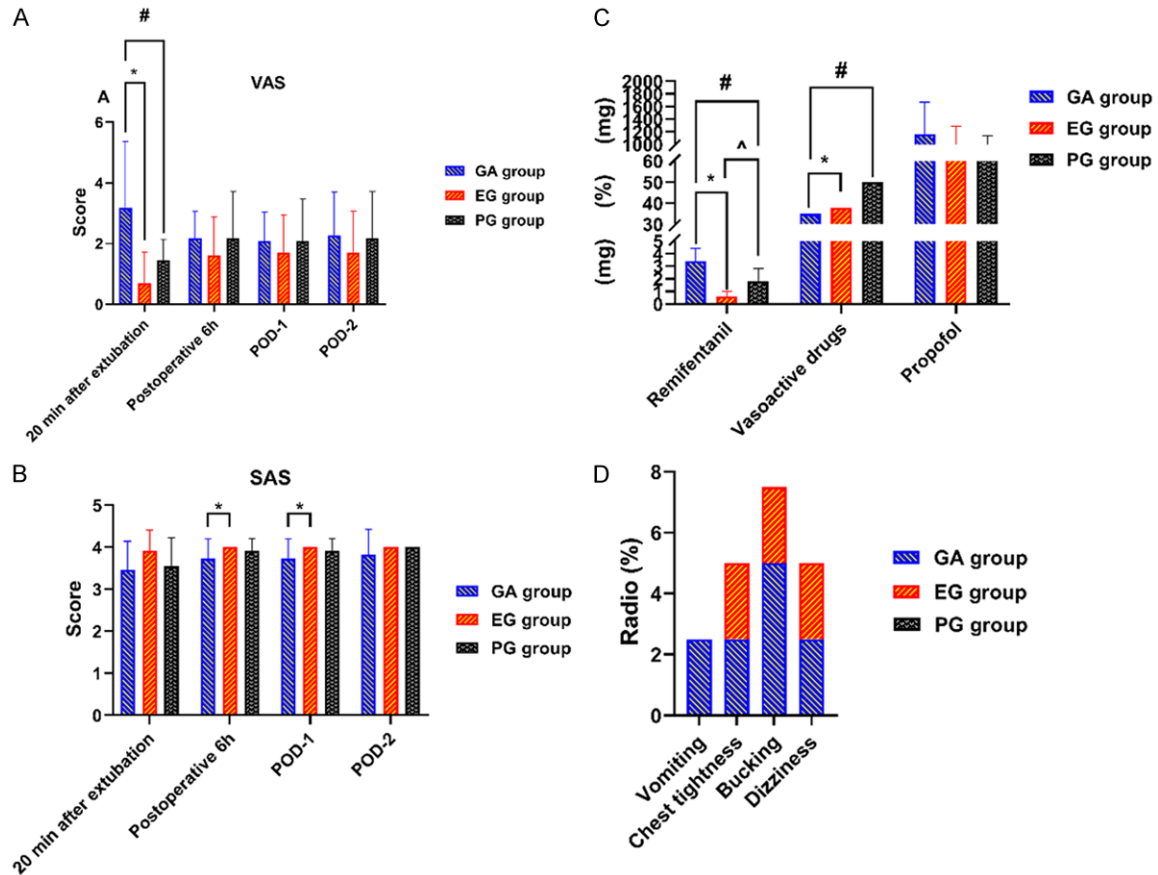 A
#
*
A
VAS
6
4
2
0
Score
20 min after extubation
Postoperative 6h
POD-1
POD-2
GA group
EG group
PG group
B
SAS
*
*
5
4
3
2
1
0
Score
20 min after extubation
Postoperative 6h
POD-1
POD-2
GA group
EG group
PG group
C
#
#
^
*
*
2000
1800
1600
1400
1200
1000
(mg)
60
50
40
30
(%)
5
4
3
2
1
0
(mg)
Remifentanil
Vasoactive drugs
Propofol
GA group
EG group
PG group
D
8
6
4
2
0
Radio (%)
Vomiting
Chest tightness
Bucking
Dizziness
GA group
EG group
PG group